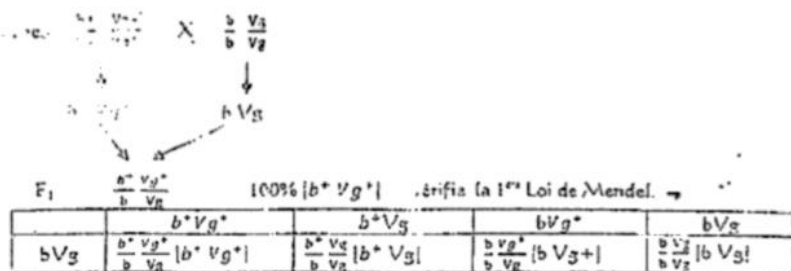 X b/b Vg/Vg
b Vg
F₁ b⁺/b Vg⁺/Vg 100% [b⁺ Vg⁺] la 1ère Loi de Mendel.
b⁺Vg⁺ b⁺Vg bVg⁺ bVg
bVg b⁺/b Vg⁺/Vg [b⁺ Vg⁺] b⁺/b Vg/Vg [b⁺ Vg] b/b Vg⁺/Vg [b Vg+] b/b Vg/Vg [b Vg]